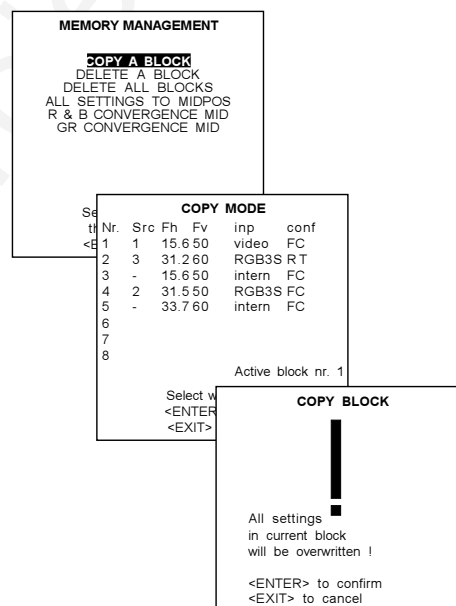 MEMORY MANAGEMENT
COPY A BLOCK
DELETE A BLOCK
DELETE ALL BLOCKS
ALL SETTINGS TO MIDPOS
R & B CONVERGENCE MID
GR CONVERGENCE MID
COPY MODE
Nr. Src Fh Fv inp conf
1 1 15.6 50 video FC
2 3 31.2 60 RGB3S RT
3 - 15.6 50 intern FC
4 2 31.5 50 RGB3S FC
5 - 33.7 60 intern FC
6
7
8
Active block nr. 1
Select
<ENTER
<EXIT>
COPY BLOCK
!
All settings
in current block
will be overwritten !
<ENTER> to confirm
<EXIT> to cancel